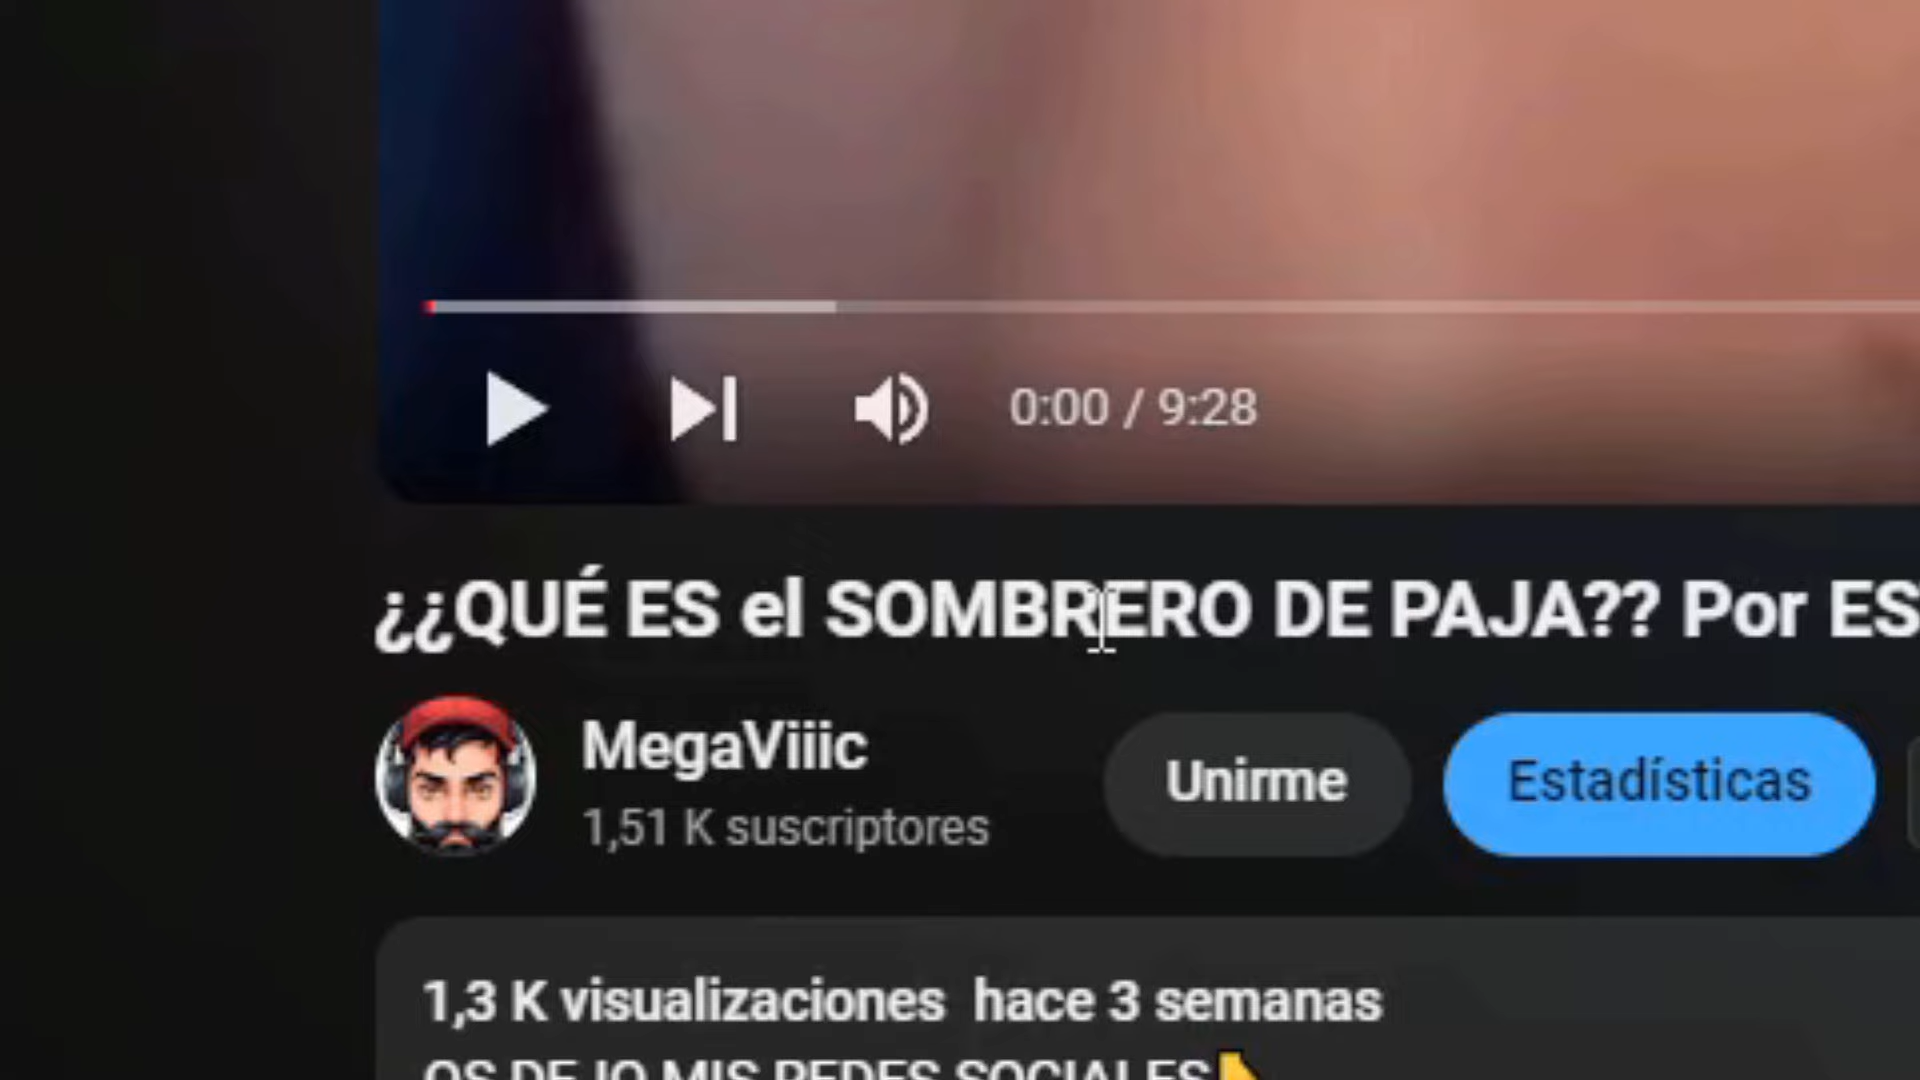 0:00 / 9:28
¿¿QUÉ ES el SOMBRERO DE PAJA?? Por ES
MegaViiic
1,51 K suscriptores
Unirme
Estadísticas
1,3 K visualizaciones hace 3 semanas
OS DEJO MIS REDES SOCIALES